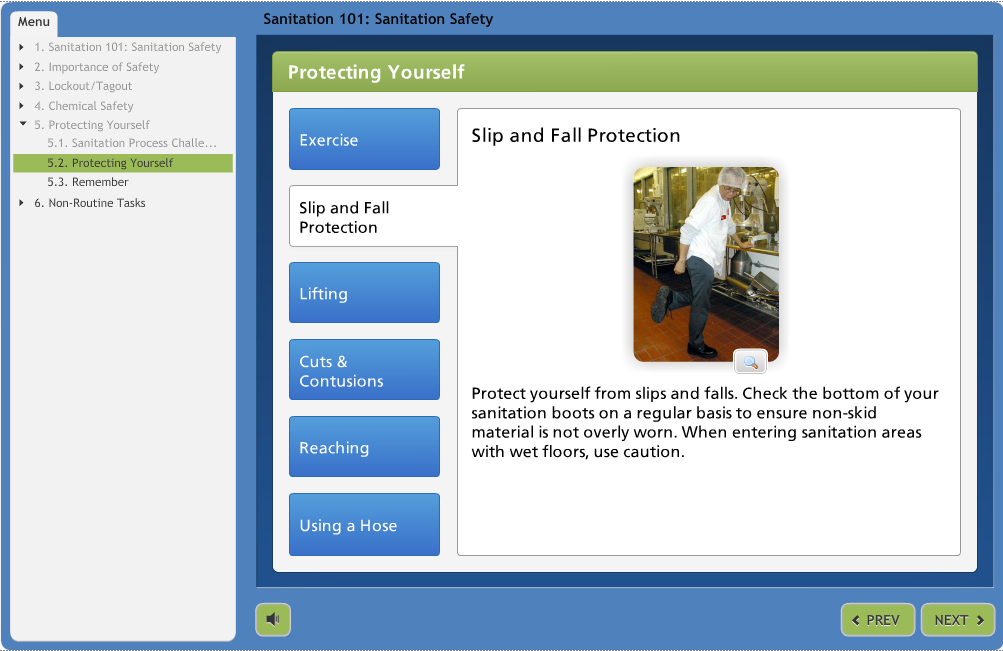 Menu
1. Sanitation 101: Sanitation Safety
2. Importance of Safety
3. Lockout/Tagout
4. Chemical Safety
5. Protecting Yourself
5.1. Sanitation Process Challe...
5.2. Protecting Yourself
5.3. Remember
6. Non-Routine Tasks
Sanitation 101: Sanitation Safety
Protecting Yourself
Exercise
Slip and Fall
Protection
Lifting
Cuts &
Contusions
Reaching
Using a Hose
Slip and Fall Protection
Protect yourself from slips and falls. Check the bottom of your
sanitation boots on a regular basis to ensure non-skid
material is not overly worn. When entering sanitation areas
with wet floors, use caution.
PREV
NEXT